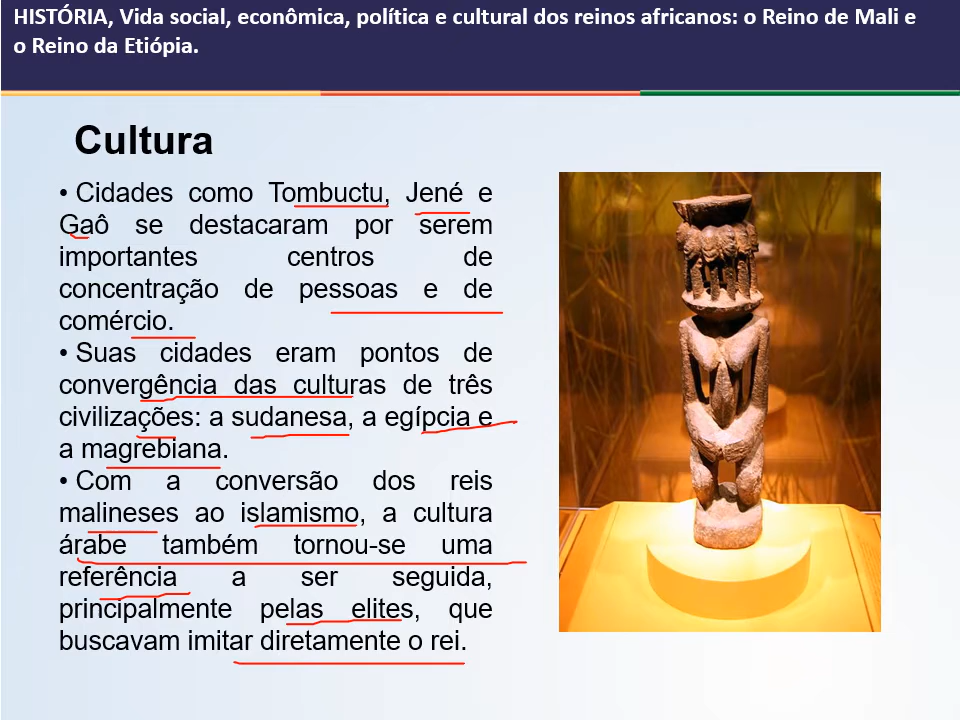 HISTÓRIA, Vida social, econômica, política e cultural dos reinos africanos: o Reino de Mali e
o Reino da Etiópia.
Cultura
• Cidades como Tombuctu, Jené e
Gaô se destacaram por serem
importantes centros de
concentração de pessoas e de
comércio.
• Suas cidades eram pontos de
convergência das culturas de três
civilizações: a sudanesa, a egípcia e
a magrebiana.
• Com a conversão dos reis
malineses ao islamismo, a cultura
árabe também tornou-se uma
referência a ser seguida,
principalmente pelas elites, que
buscavam imitar diretamente o rei.